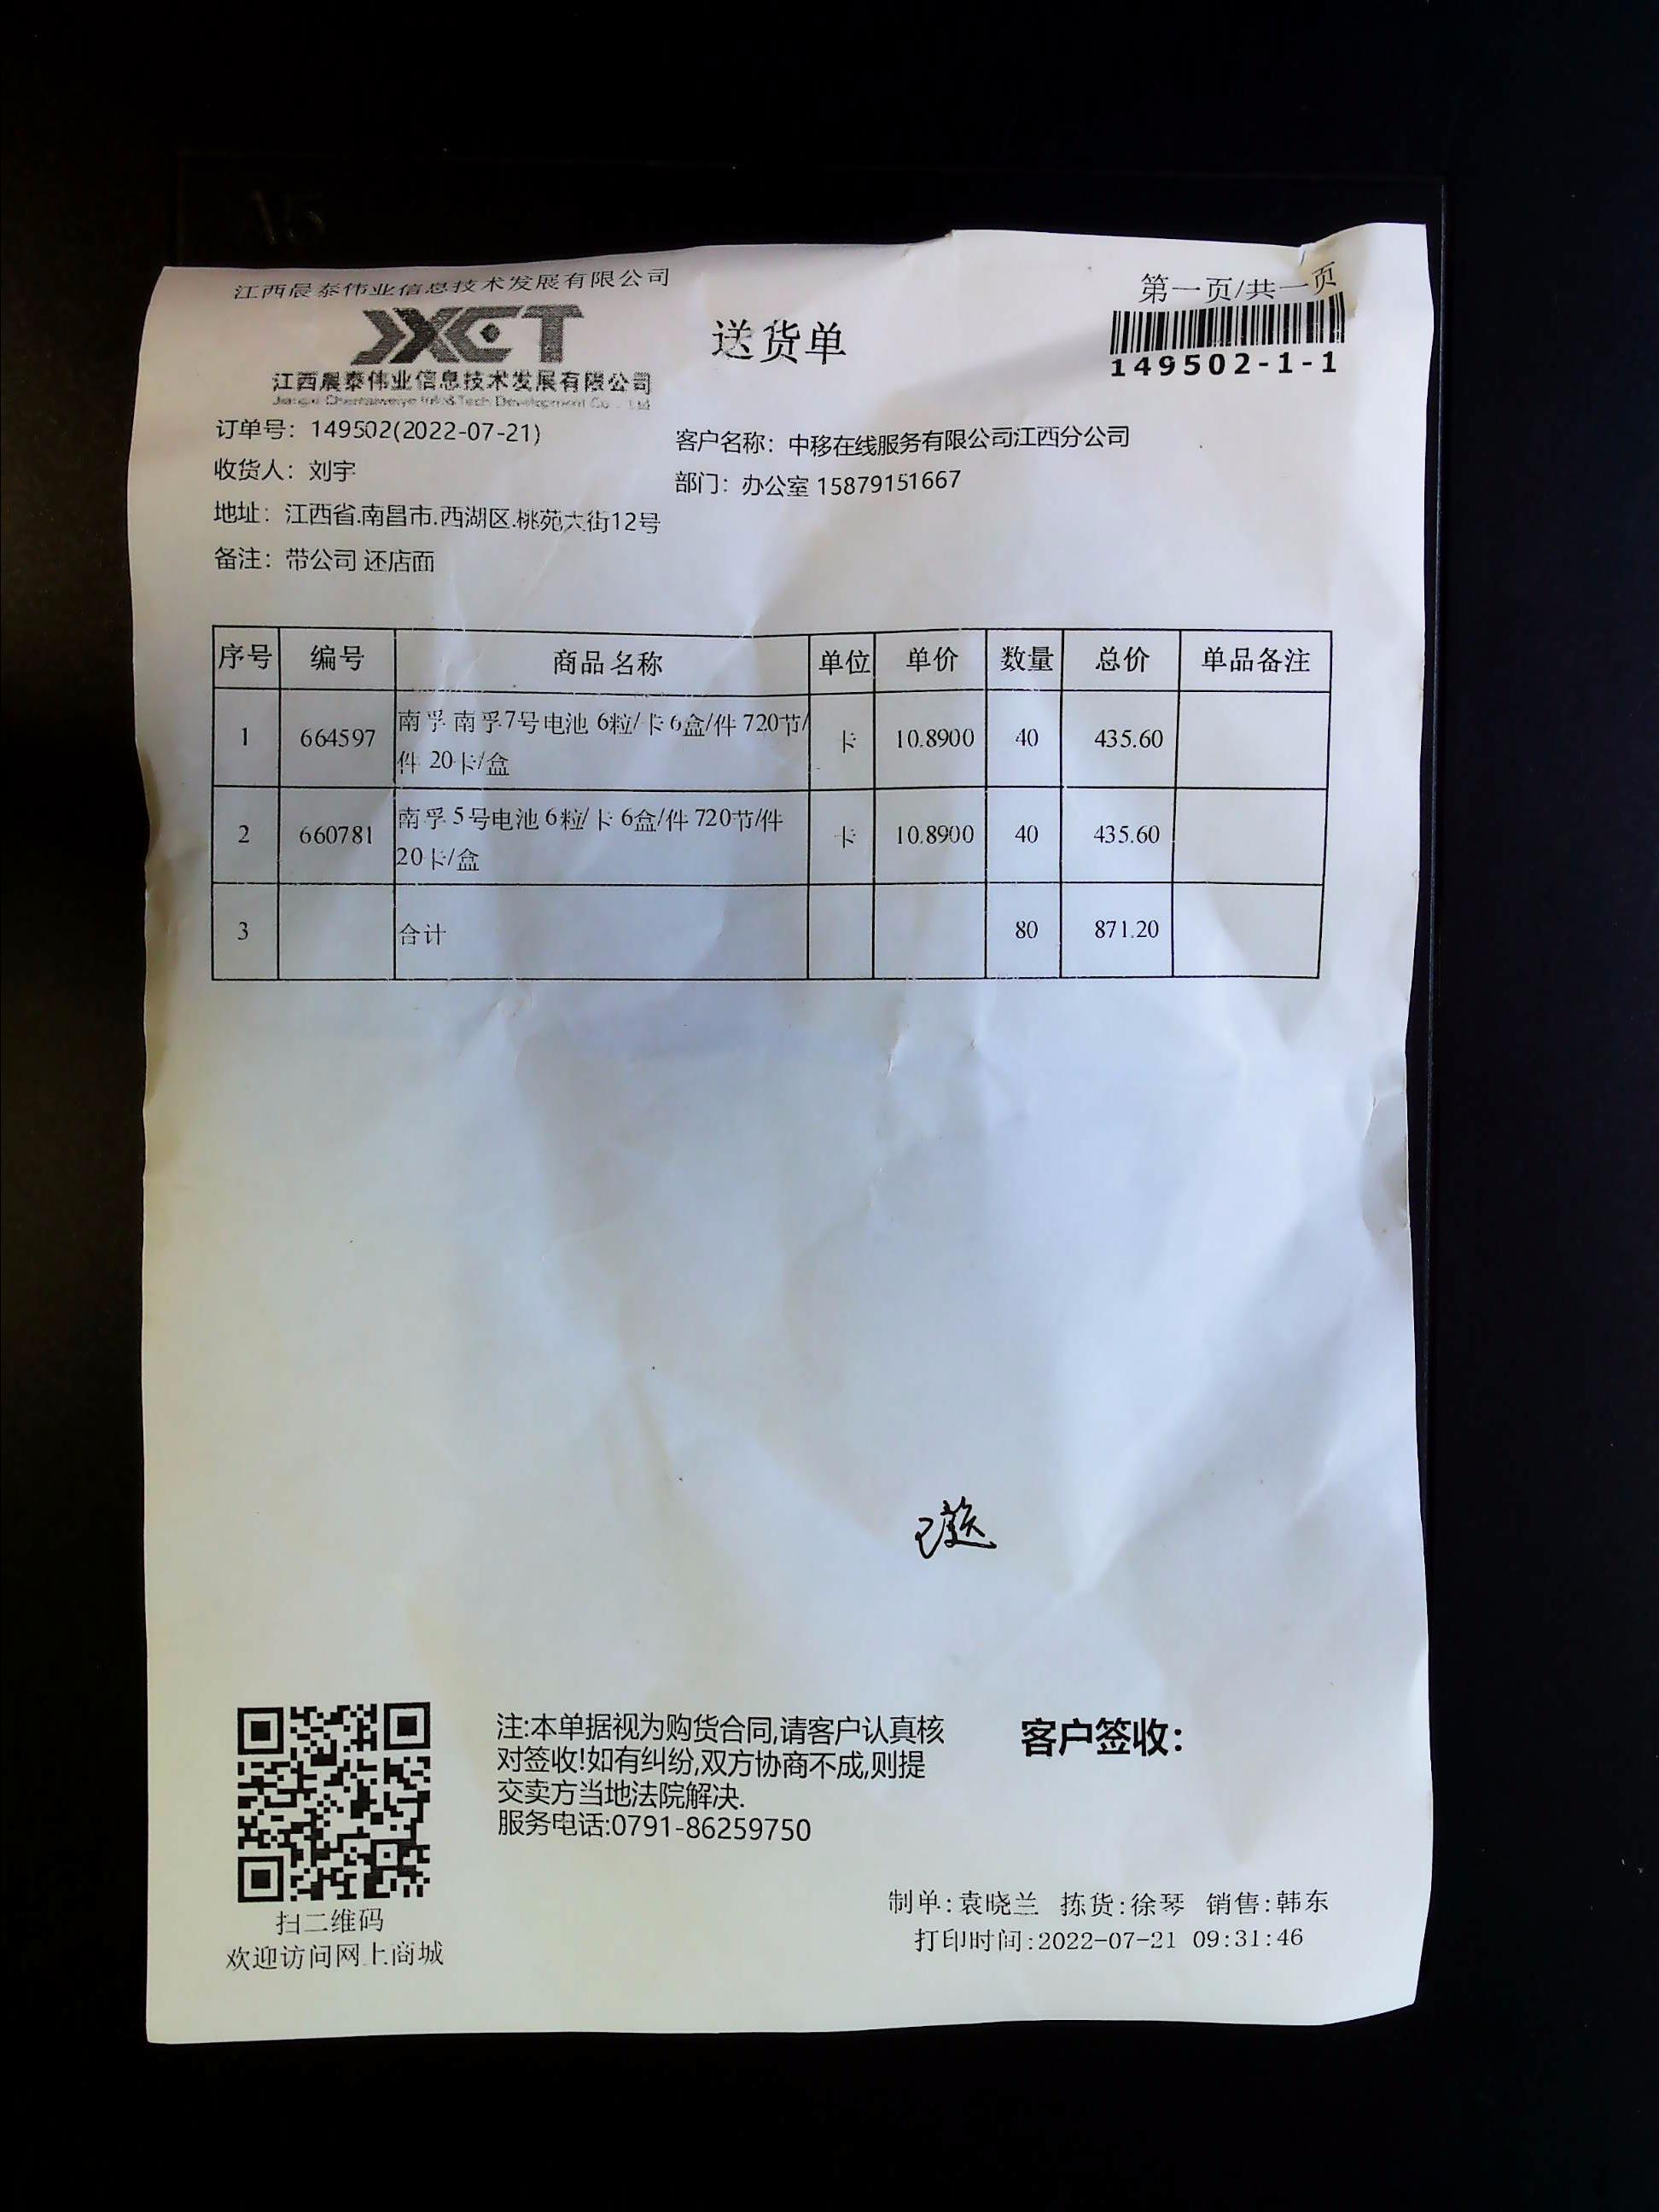 江西晨泰伟业信息技术发展有限公司
第一页/共一页
JXCT
送货单
149502-1-1
江西晨泰伟业信息技术发展有限公司
订单号：149502(2022-07-21)
客户名称：中移在线服务有限公司江西分公司
收货人：刘宇
部门：办公室 15879151667
地址：江西省.南昌市.西湖区.桃苑大街12号
备注：带公司 还店面
序号 编号 商品名称 单位 单价 数量 总价 单品备注
1 664597 南孚 南孚7号电池 6粒/卡 6盒/件 720节/件 20卡/盒 卡 10.8900 40 435.60
2 660781 南孚 5号电池 6粒/卡 6盒/件 720节/件 20卡/盒 卡 10.8900 40 435.60
3 合计 80 871.20
注:本单据视为购货合同,请客户认真核
对签收!如有纠纷,双方协商不成,则提
交卖方当地法院解决.
服务电话:0791-86259750
客户签收：
扫二维码
欢迎访问网上商城
制单:袁晓兰 拣货:徐琴 销售:韩东
打印时间:2022-07-21 09:31:46